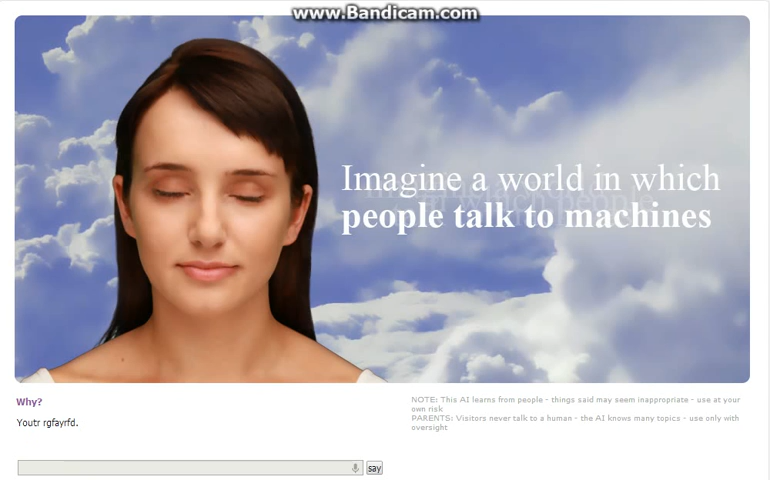 www.Bandicam.com
Imagine a world in which
people talk to machines
Why?
Youtr rgfayrfd.
say
NOTE: This AI learns from people - things said may seem inappropriate - use at your
own risk
PARENTS: Visitors never talk to a human - the AI knows many topics - use only with
oversight